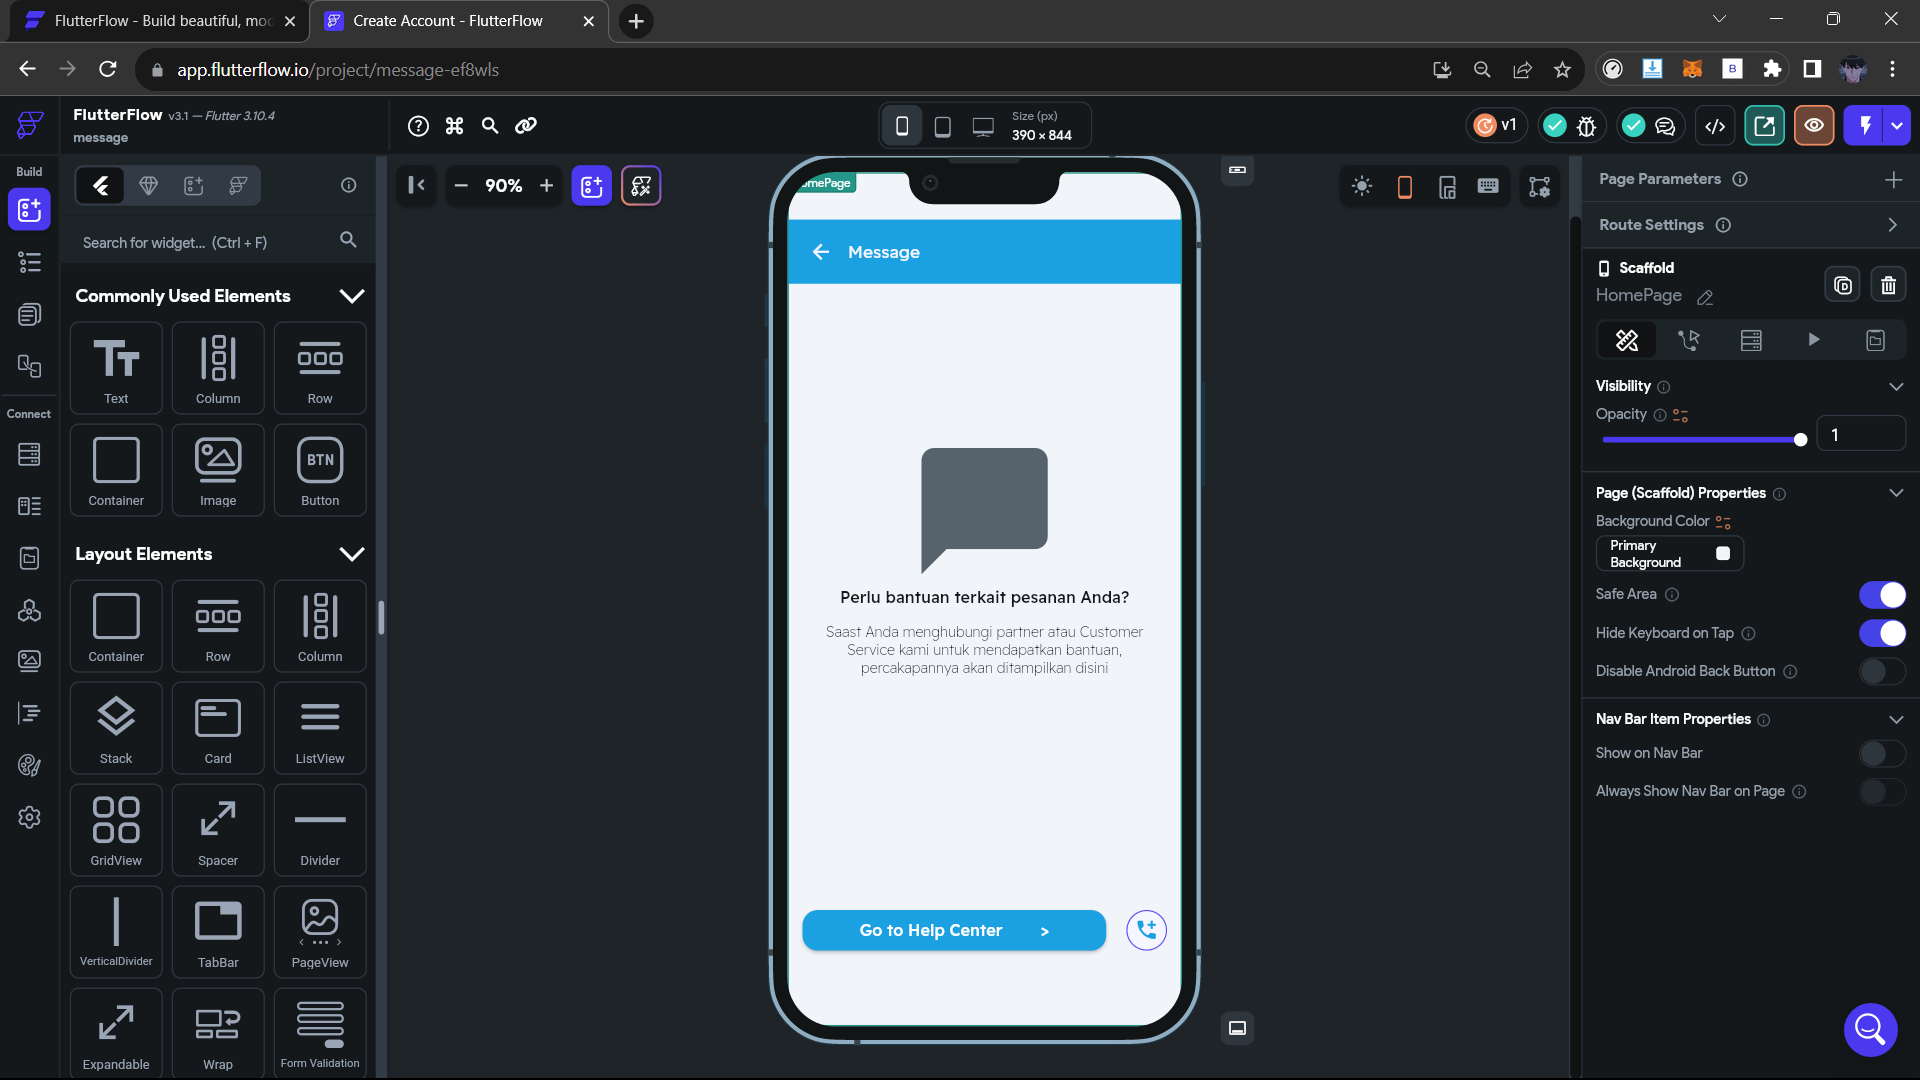 FlutterFlow - Build beautiful, mod
Create Account - FlutterFlow
app.flutterflow.io/project/message-ef8wls
FlutterFlow v3.1 — Flutter 3.10.4
message
Size (px)
390 × 844
v1
Build
90%
Search for widget... (Ctrl + F)
Commonly Used Elements
Text
Column
Row
Container
Image
BTN
Button
Connect
Layout Elements
Container
Row
Column
Stack
Card
ListView
GridView
Spacer
Divider
VerticalDivider
TabBar
PageView
Expandable
Wrap
Form Validation
omePage
Message
Perlu bantuan terkait pesanan Anda?
Saast Anda menghubungi partner atau Customer
Service kami untuk mendapatkan bantuan,
percakapannya akan ditampilkan disini
Go to Help Center >
Page Parameters
Route Settings
Scaffold
HomePage
Visibility
Opacity
1
Page (Scaffold) Properties
Background Color
Primary
Background
Safe Area
Hide Keyboard on Tap
Disable Android Back Button
Nav Bar Item Properties
Show on Nav Bar
Always Show Nav Bar on Page